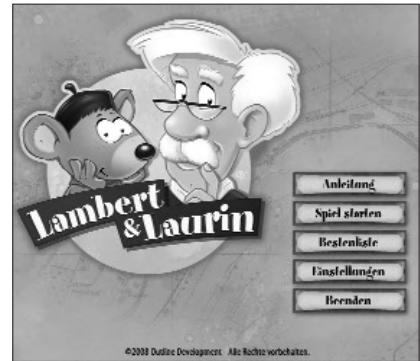 Lambert
& Laurin
Anleitung
Spiel starten
Bestenliste
Einstellungen
Beenden
©2008 Outline Development Alle Rechte vorbehalten.